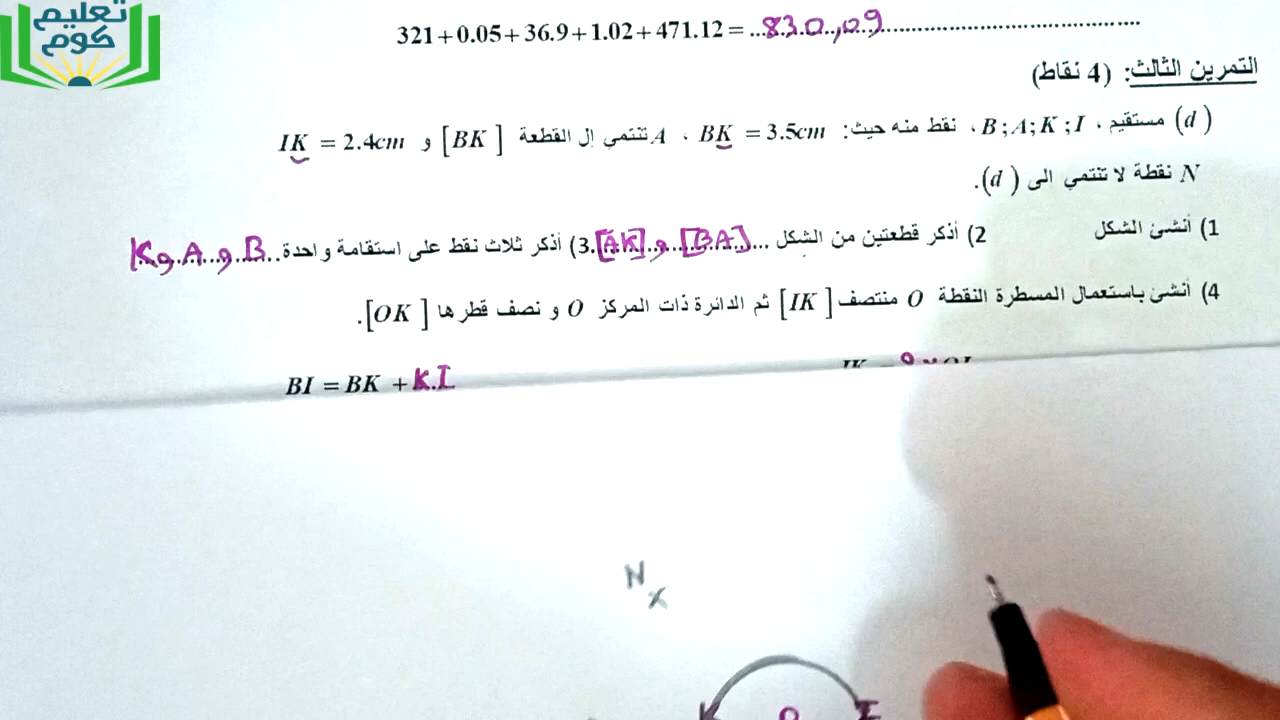 تعليم
كوم
321+0.05+36.9+1.02+471.12=...830,09...
التمرين الثالث: (4 نقاط)
(d) مستقيم، B;A;K;I، نقط منه حيث: BK = 3.5cm ، A تنتمي إل القطعة [BK] و IK = 2.4cm
N نقطة لا تنتمي الى (d).
1) أنشئ الشكل 2) أذكر قطعتين من الشكل ...[BA] و [AK]...3) أذكر ثلاث نقط على استقامة واحدة...B و A و K
4) أنشئ باستعمال المسطرة النقطة O منتصف [IK] ثم الدائرة ذات المركز O و نصف قطرها [OK].
BI = BK + K.I
N
x
K O I